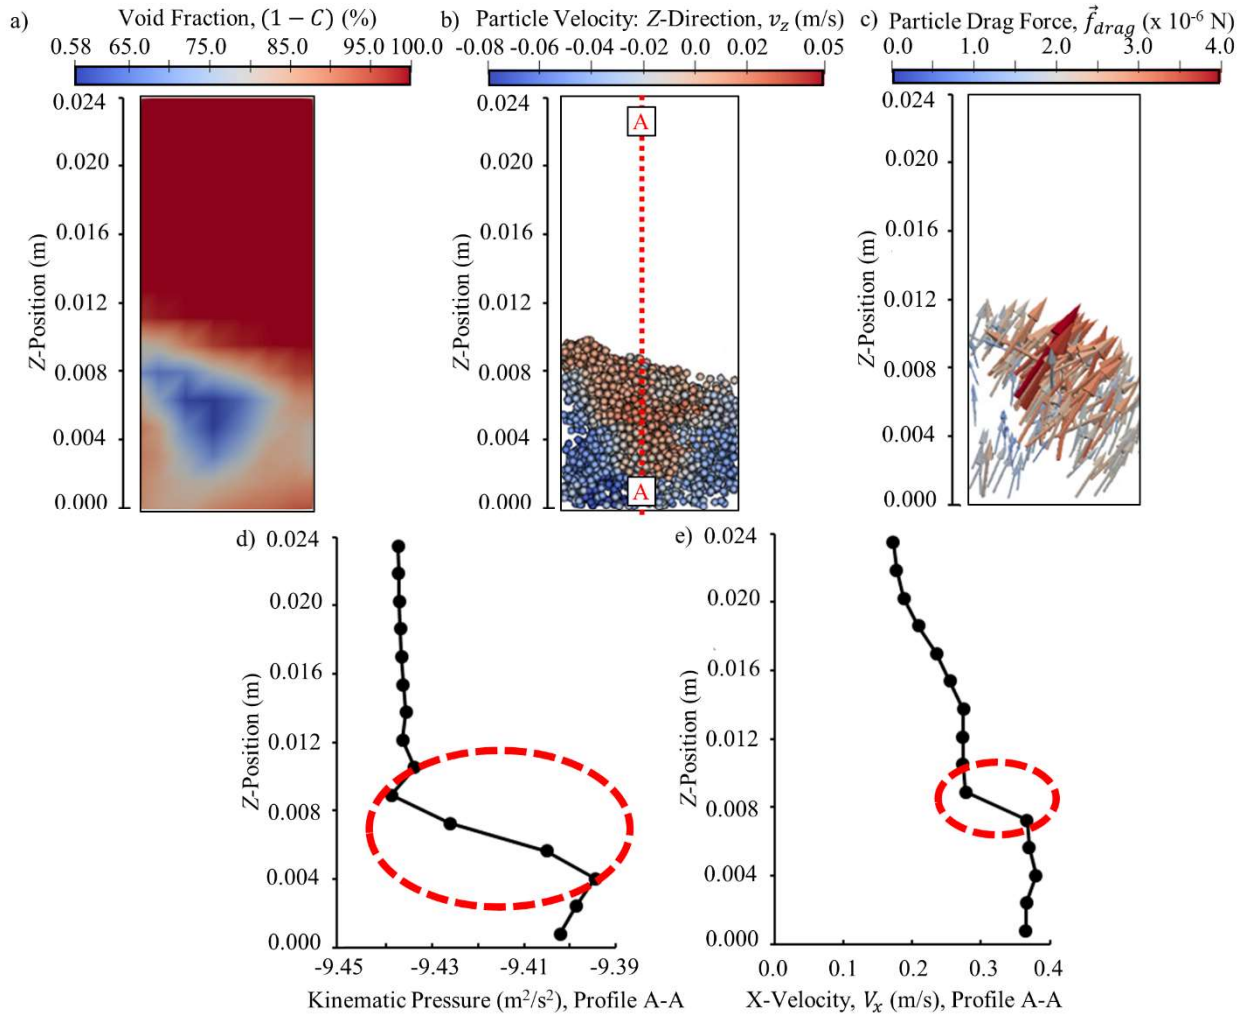 a) Void Fraction, (1 − C) (%)
0.58 65.0 75.0 85.0 95.0 100.0
0.024
0.020
0.016
0.012
0.008
0.004
0.000
Z-Position (m)
b) Particle Velocity: Z-Direction, v_z (m/s)
-0.08 -0.06 -0.04 -0.02 0.0 0.02 0.05
0.024
0.020
0.016
0.012
0.008
0.004
0.000
Z-Position (m)
A
A
c) Particle Drag Force, f⃗_drag (x 10⁻⁶ N)
0.0 1.0 2.0 3.0 4.0
0.024
0.020
0.016
0.012
0.008
0.004
0.000
Z-Position (m)
d)
0.024
0.020
0.016
0.012
0.008
0.004
0.000
Z-Position (m)
-9.45 -9.43 -9.41 -9.39
Kinematic Pressure (m²/s²), Profile A-A
e)
0.024
0.020
0.016
0.012
0.008
0.004
0.000
Z-Position (m)
0.0 0.1 0.2 0.3 0.4
X-Velocity, V_x (m/s), Profile A-A